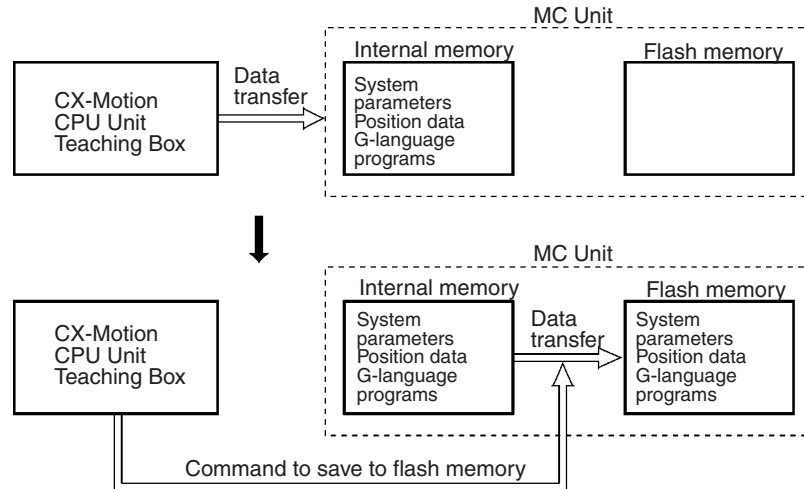 MC Unit
Internal memory
Flash memory
CX-Motion
CPU Unit
Teaching Box
Data
transfer
System
parameters
Position data
G-language
programs
MC Unit
Internal memory
Flash memory
CX-Motion
CPU Unit
Teaching Box
System
parameters
Position data
G-language
programs
Data
transfer
System
parameters
Position data
G-language
programs
Command to save to flash memory